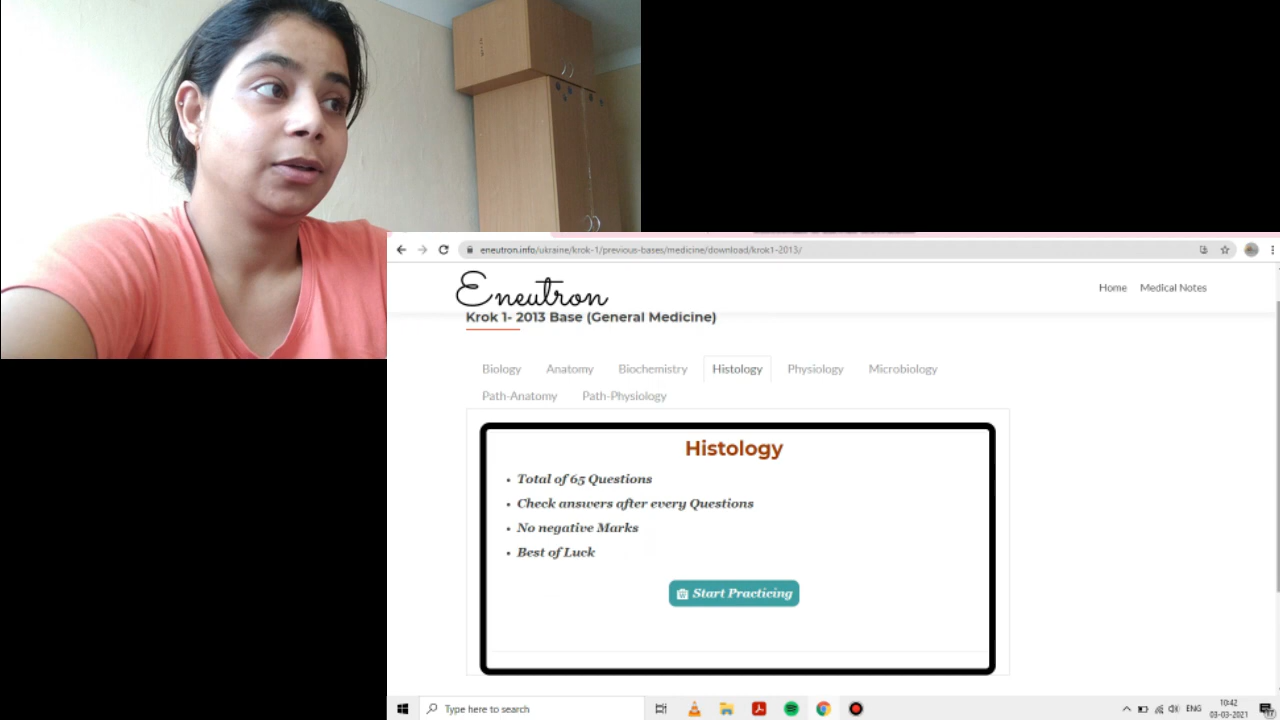 eneutron.info/ukraine/krok-1/previous-bases/medicine/download/krok1-2013/
Eneutron
Home Medical Notes
Krok 1- 2013 Base (General Medicine)
Biology Anatomy Biochemistry Histology Physiology Microbiology
Path-Anatomy Path-Physiology
Histology
• Total of 65 Questions
• Check answers after every Questions
• No negative Marks
• Best of Luck
Start Practicing
Type here to search
ENG
10:42
03-03-2021